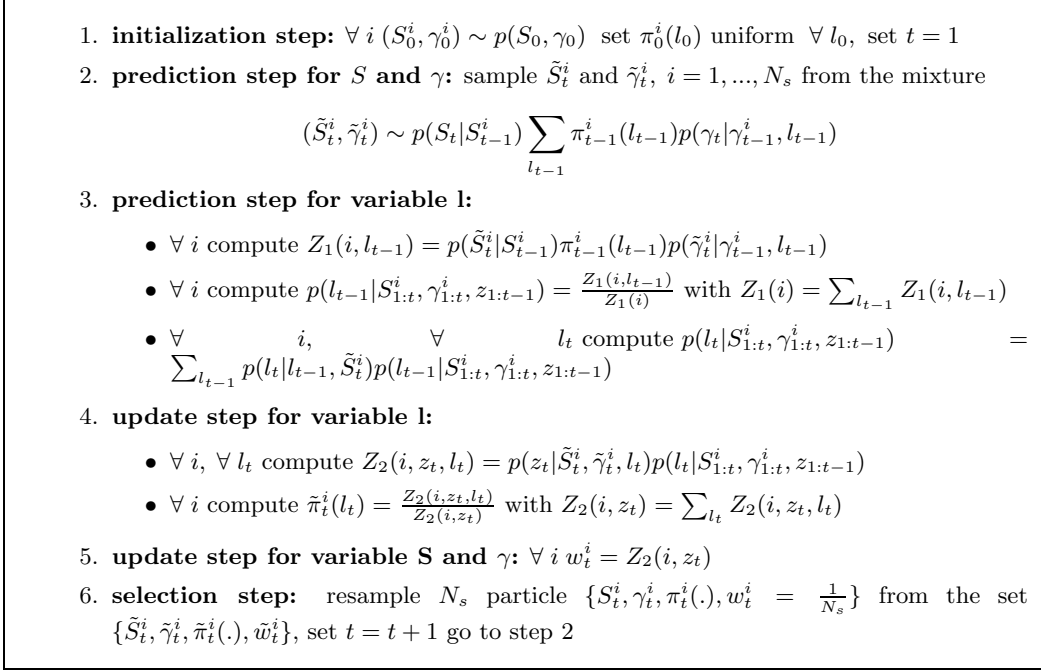 1. initialization step: ∀ i (S_0^i, γ_0^i) ∼ p(S_0, γ_0) set π_0^i(l_0) uniform ∀ l_0, set t = 1
2. prediction step for S and γ: sample S̃_t^i and γ̃_t^i, i = 1, ..., N_s from the mixture
(S̃_t^i, γ̃_t^i) ∼ p(S_t|S_{t−1}^i) ∑_{l_{t−1}} π_{t−1}^i(l_{t−1})p(γ_t|γ_{t−1}^i, l_{t−1})
3. prediction step for variable l:
• ∀ i compute Z_1(i, l_{t−1}) = p(S̃_t^i|S_{t−1}^i)π_{t−1}^i(l_{t−1})p(γ̃_t^i|γ_{t−1}^i, l_{t−1})
• ∀ i compute p(l_{t−1}|S_{1:t}^i, γ_{1:t}^i, z_{1:t−1}) = \frac{Z_1(i,l_{t−1})}{Z_1(i)} with Z_1(i) = ∑_{l_{t−1}} Z_1(i, l_{t−1})
• ∀ i, ∀ l_t compute p(l_t|S_{1:t}^i, γ_{1:t}^i, z_{1:t−1}) =
∑_{l_{t−1}} p(l_t|l_{t−1}, S̃_t^i)p(l_{t−1}|S_{1:t}^i, γ_{1:t}^i, z_{1:t−1})
4. update step for variable l:
• ∀ i, ∀ l_t compute Z_2(i, z_t, l_t) = p(z_t|S̃_t^i, γ̃_t^i, l_t)p(l_t|S_{1:t}^i, γ_{1:t}^i, z_{1:t−1})
• ∀ i compute π̃_t^i(l_t) = \frac{Z_2(i,z_t,l_t)}{Z_2(i,z_t)} with Z_2(i, z_t) = ∑_{l_t} Z_2(i, z_t, l_t)
5. update step for variable S and γ: ∀ i w_t^i = Z_2(i, z_t)
6. selection step: resample N_s particle {S_t^i, γ_t^i, π_t^i(.), w_t^i = \frac{1}{N_s}} from the set
{S̃_t^i, γ̃_t^i, π̃_t^i(.), w̃_t^i}, set t = t + 1 go to step 2